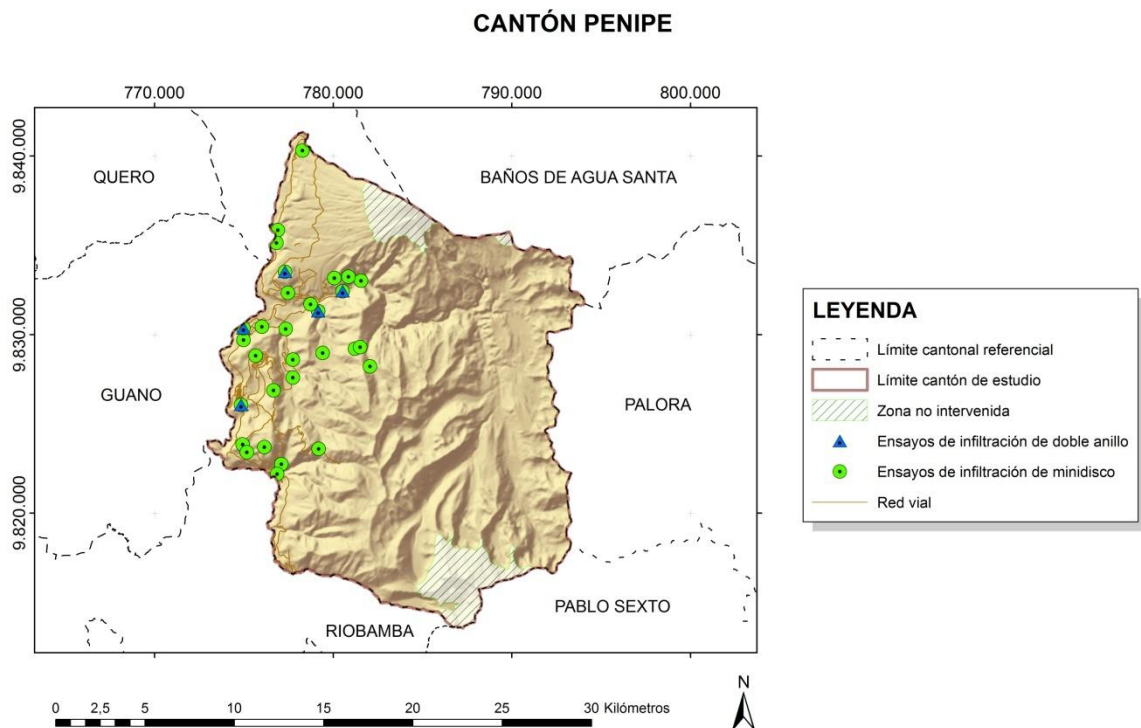 CANTÓN PENIPE
770.000
780.000
790.000
800.000
9.840.000
9.830.000
9.820.000
QUERO
BAÑOS DE AGUA SANTA
GUANO
PALORA
RIOBAMBA
PABLO SEXTO
LEYENDA
Límite cantonal referencial
Límite cantón de estudio
Zona no intervenida
Ensayos de infiltración de doble anillo
Ensayos de infiltración de minidisco
Red vial
0 2,5 5 10 15 20 25 30 Kilómetros
N